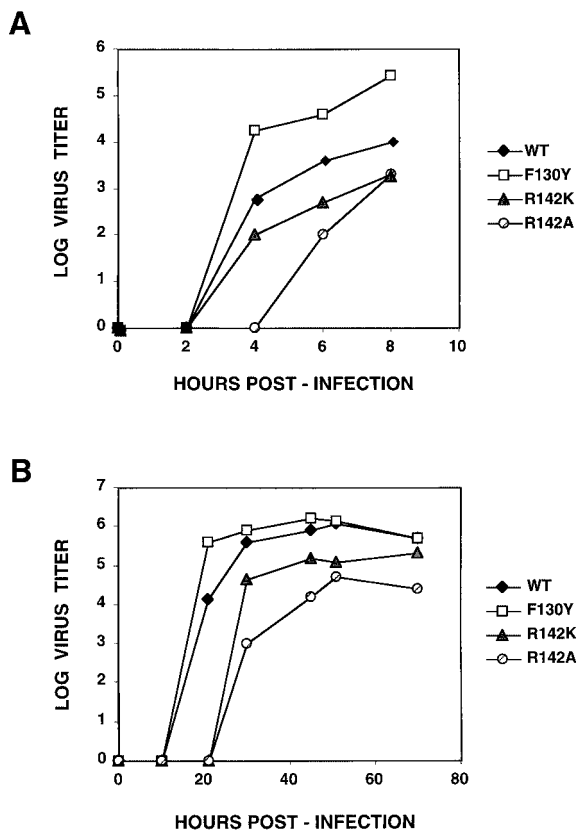 A
6
5
4
3
2
1
0
LOG VIRUS TITER
0 2 4 6 8 10
HOURS POST - INFECTION
WT
F130Y
R142K
R142A
B
7
6
5
4
3
2
1
0
LOG VIRUS TITER
0 20 40 60 80
HOURS POST - INFECTION
WT
F130Y
R142K
R142A